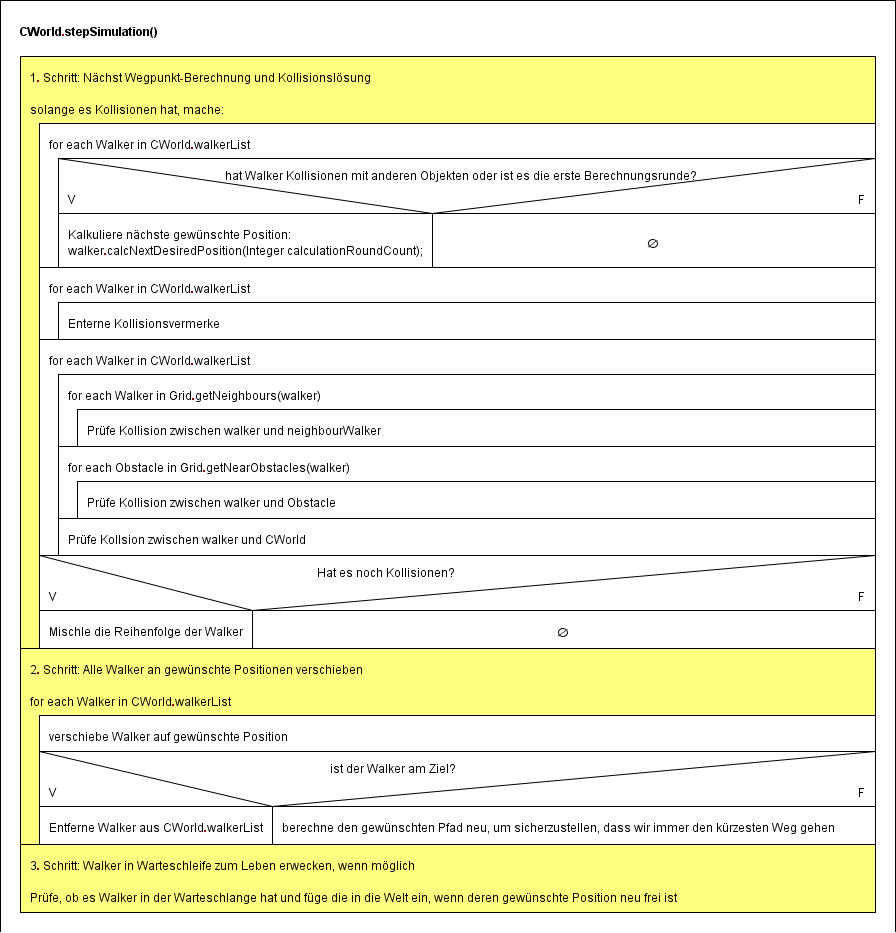 CWorld.stepSimulation()
1. Schritt: Nächst Wegpunkt-Berechnung und Kollisionslösung
solange es Kollisionen hat, mache:
for each Walker in CWorld.walkerList
hat Walker Kollisionen mit anderen Objekten oder ist es die erste Berechnungsrunde?
V
F
Kalkuliere nächste gewünschte Position:
walker.calcNextDesiredPosition(Integer calculationRoundCount);
∅
for each Walker in CWorld.walkerList
Enterne Kollisionsvermerke
for each Walker in CWorld.walkerList
for each Walker in Grid.getNeighbours(walker)
Prüfe Kollision zwischen walker und neighbourWalker
for each Obstacle in Grid.getNearObstacles(walker)
Prüfe Kollision zwischen walker und Obstacle
Prüfe Kollsion zwischen walker und CWorld
Hat es noch Kollisionen?
V
F
Mischle die Reihenfolge der Walker
∅
2. Schritt: Alle Walker an gewünschte Positionen verschieben
for each Walker in CWorld.walkerList
verschiebe Walker auf gewünschte Position
ist der Walker am Ziel?
V
F
Entferne Walker aus CWorld.walkerList
berechne den gewünschten Pfad neu, um sicherzustellen, dass wir immer den kürzesten Weg gehen
3. Schritt: Walker in Warteschleife zum Leben erwecken, wenn möglich
Prüfe, ob es Walker in der Warteschlange hat und füge die in die Welt ein, wenn deren gewünschte Position neu frei ist